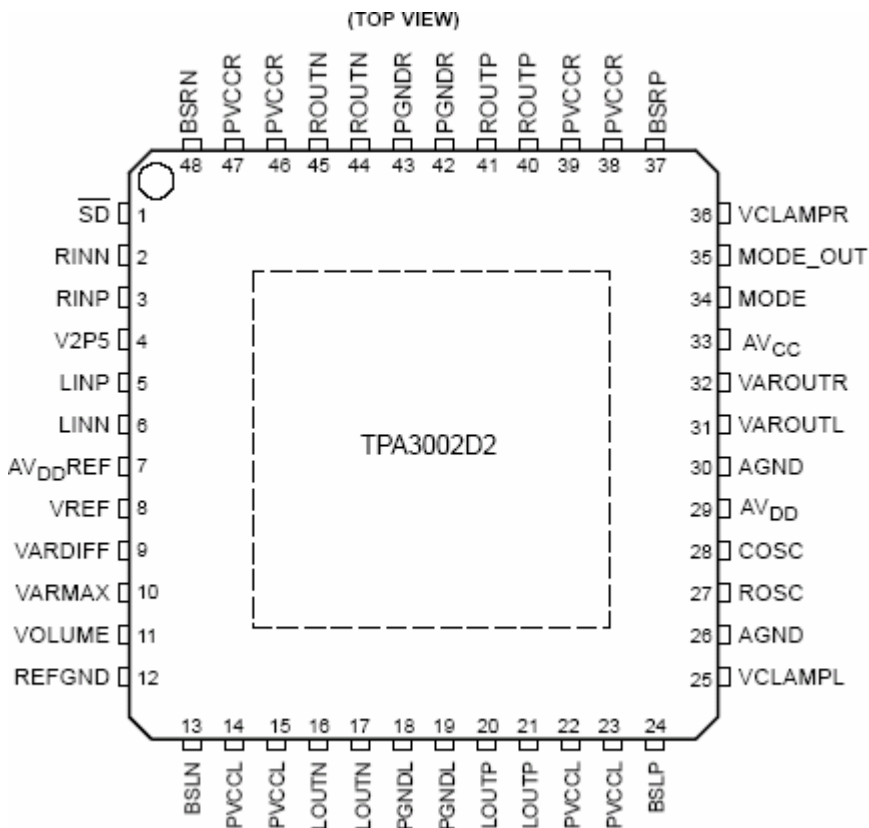 (TOP VIEW)
BSRN
PVCCR
PVCCR
ROUTN
ROUTN
PGNDR
PGNDR
ROUTP
ROUTP
PVCCR
PVCCR
BSRP
48 47 46 45 44 43 42 41 40 39 38 37
SD 1
RINN 2
RINP 3
V2P5 4
LINP 5
LINN 6
AVDDREF 7
VREF 8
VARDIFF 9
VARMAX 10
VOLUME 11
REFGND 12
TPA3002D2
36 VCLAMPR
35 MODE_OUT
34 MODE
33 AVCC
32 VAROUTR
31 VAROUTL
30 AGND
29 AVDD
28 COSC
27 ROSC
26 AGND
25 VCLAMPL
13 14 15 16 17 18 19 20 21 22 23 24
BSLN
PVCCL
PVCCL
LOUTN
LOUTN
PGNDL
PGNDL
LOUTP
LOUTP
PVCCL
PVCCL
BSLP